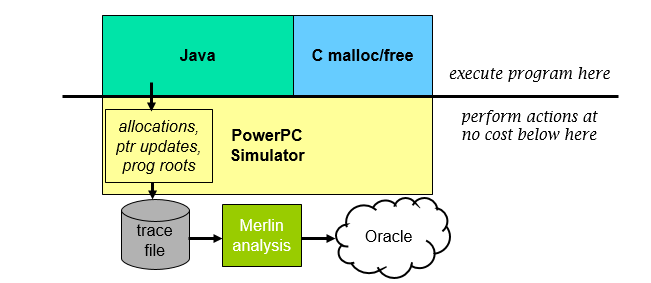 Java
C malloc/free
execute program here
allocations,
ptr updates,
prog roots
PowerPC
Simulator
perform actions at
no cost below here
trace
file
Merlin
analysis
Oracle